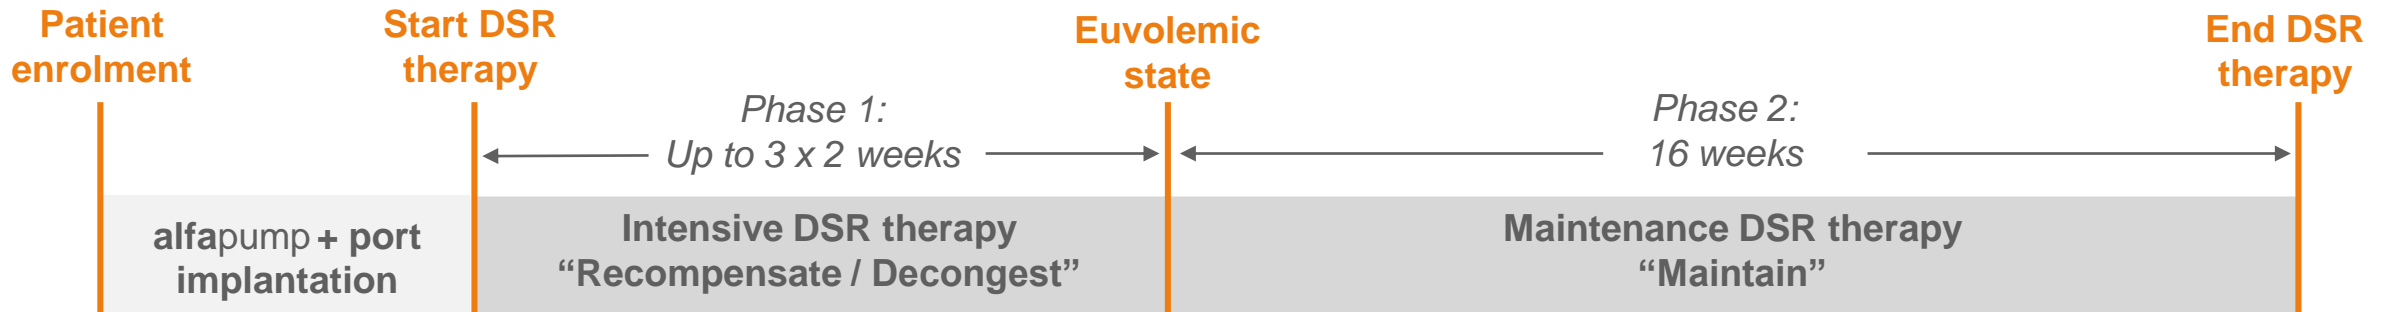 Patient
enrolment
Start DSR
therapy
Euvolemic
state
End DSR
therapy
Phase 1:
Up to 3 x 2 weeks
Phase 2:
16 weeks
alfapump + port
implantation
Intensive DSR therapy
“Recompensate / Decongest”
Maintenance DSR therapy
“Maintain”